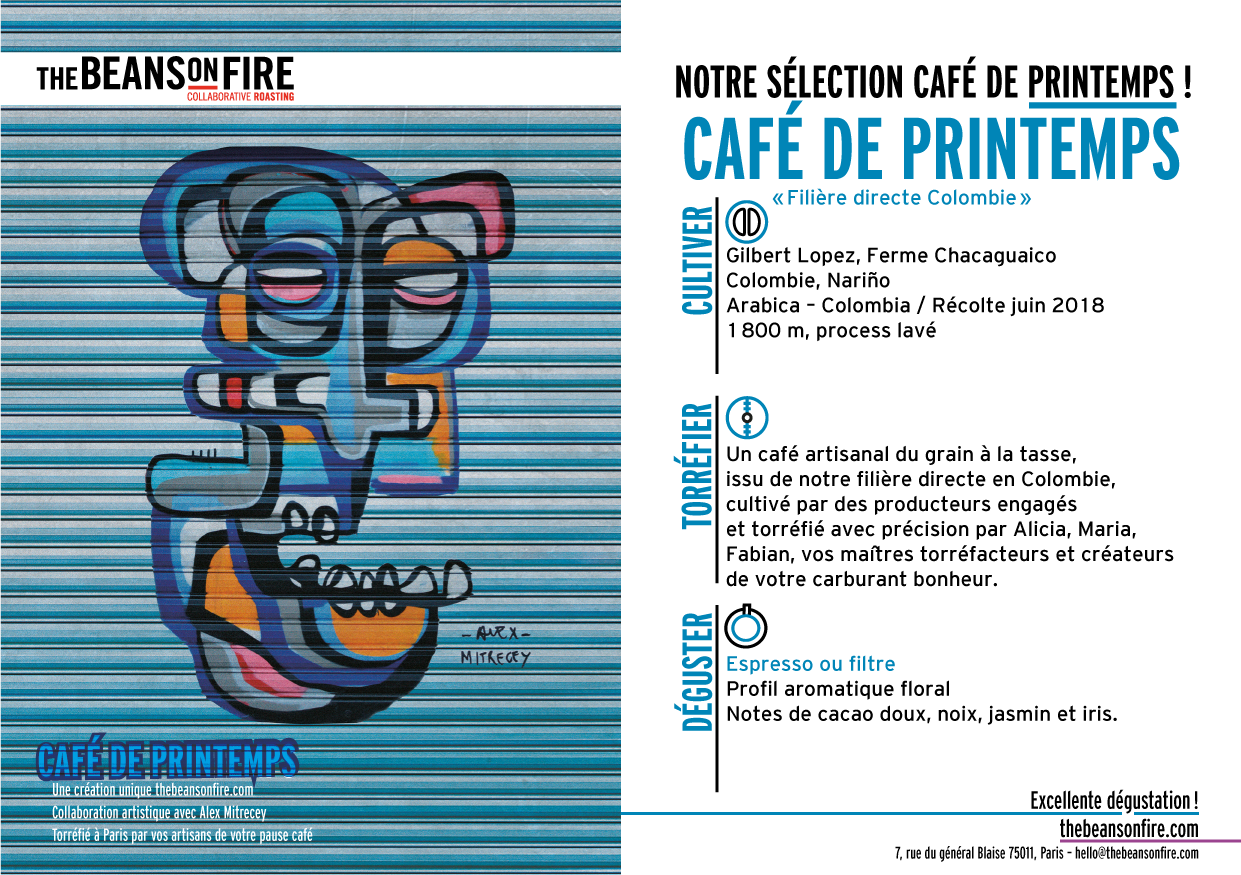 THE BEANS ON FIRE
COLLABORATIVE ROASTING
- ALEX -
MITRECEY
CAFÉ DE PRINTEMPS
Une création unique thebeansonfire.com
Collaboration artistique avec Alex Mitrecey
Torréfié à Paris par vos artisans de votre pause café
NOTRE SÉLECTION CAFÉ DE PRINTEMPS !
CAFÉ DE PRINTEMPS
« Filière directe Colombie »
CULTIVER
Gilbert Lopez, Ferme Chacaguaico
Colombie, Nariño
Arabica – Colombia / Récolte juin 2018
1 800 m, process lavé
TORRÉFIER
Un café artisanal du grain à la tasse,
issu de notre filière directe en Colombie,
cultivé par des producteurs engagés
et torréfié avec précision par Alicia, Maria,
Fabian, vos maîtres torréfacteurs et créateurs
de votre carburant bonheur.
DÉGUSTER
Espresso ou filtre
Profil aromatique floral
Notes de cacao doux, noix, jasmin et iris.
Excellente dégustation !
thebeansonfire.com
7, rue du général Blaise 75011, Paris – hello@thebeansonfire.com